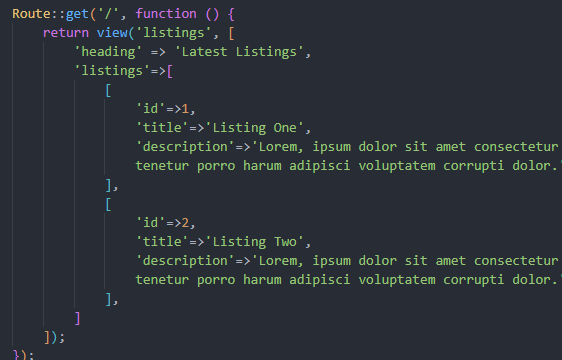 Route::get('/', function () {
return view('listings', [
'heading' => 'Latest Listings',
'listings'=>[
[
'id'=>1,
'title'=>'Listing One',
'description'=>'Lorem, ipsum dolor sit amet consectetur
tenetur porro harum adipisci voluptatem corrupti dolor.'
],
[
'id'=>2,
'title'=>'Listing Two',
'description'=>'Lorem, ipsum dolor sit amet consectetur
tenetur porro harum adipisci voluptatem corrupti dolor.'
],
]
]);
});